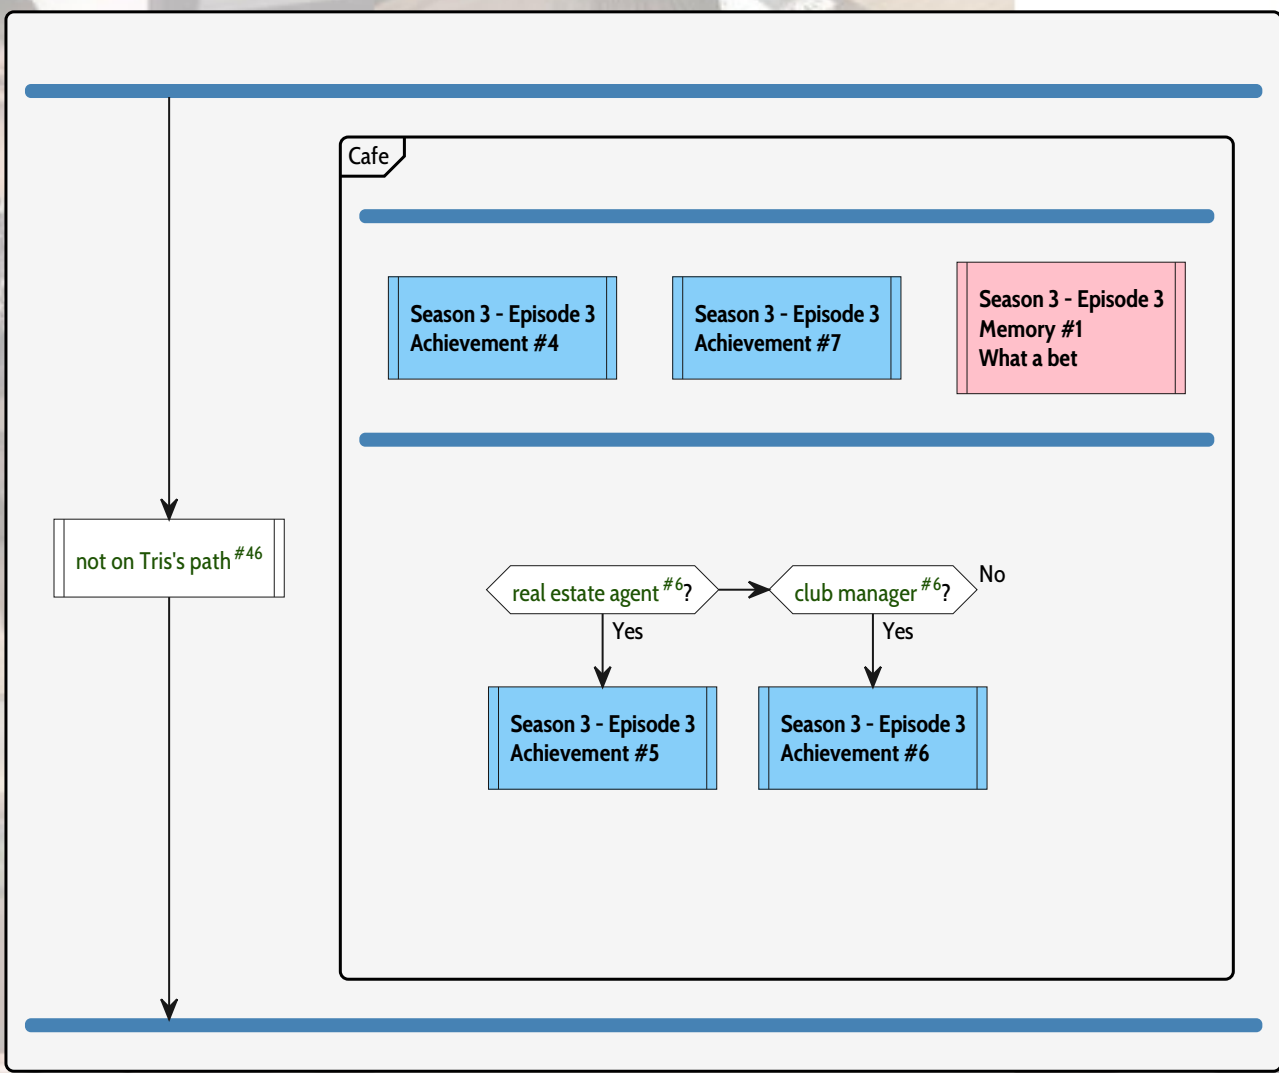 Cafe
Season 3 - Episode 3
Achievement #4
Season 3 - Episode 3
Achievement #7
Season 3 - Episode 3
Memory #1
What a bet
not on Tris's path #46
real estate agent #6?
Yes
club manager #6?
No
Yes
Season 3 - Episode 3
Achievement #5
Season 3 - Episode 3
Achievement #6